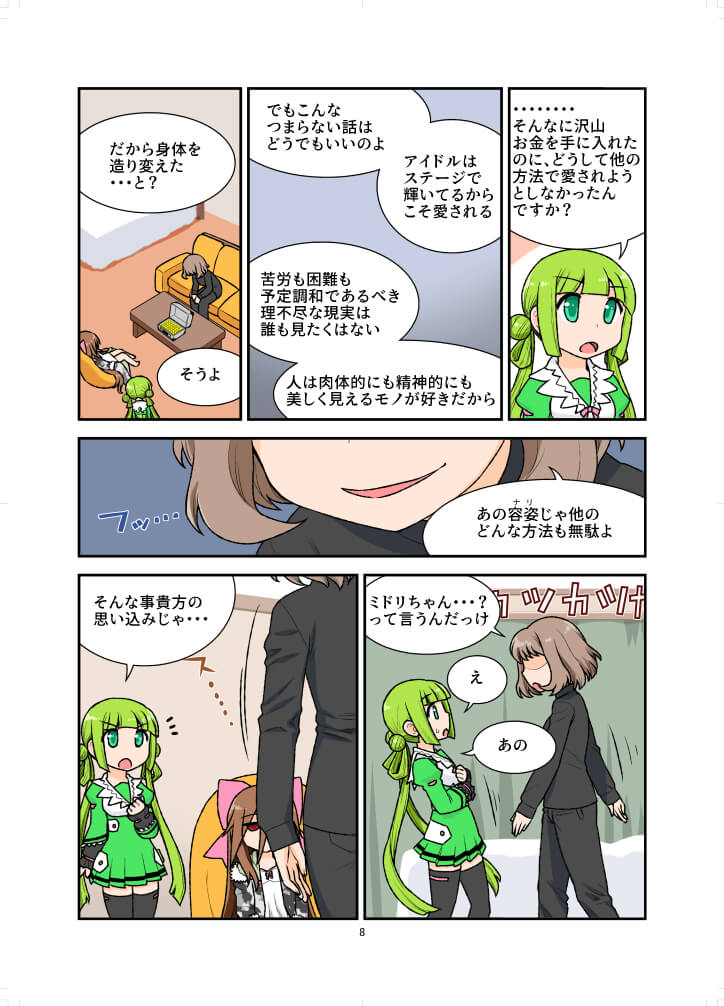 だから身体を
造り変えた
・・・と？
そうよ
でもこんな
つまらない話は
どうでもいいのよ
アイドルは
ステージで
輝いてるから
こそ愛される
苦労も困難も
予定調和であるべき
理不尽な現実は
誰も見たくはない
人は肉体的にも精神的にも
美しく見えるモノが好きだから
・・・・・・・・
そんなに沢山
お金を手に入れた
のに、どうして他の
方法で愛されよう
としなかったん
ですか？
フッ…
ナリ
あの容姿じゃ他の
どんな方法も無駄よ
そんな事貴方の
思い込みじゃ・・・
ス…
カツカツカツ
ミドリちゃん・・・？
って言うんだっけ
え
あの
8